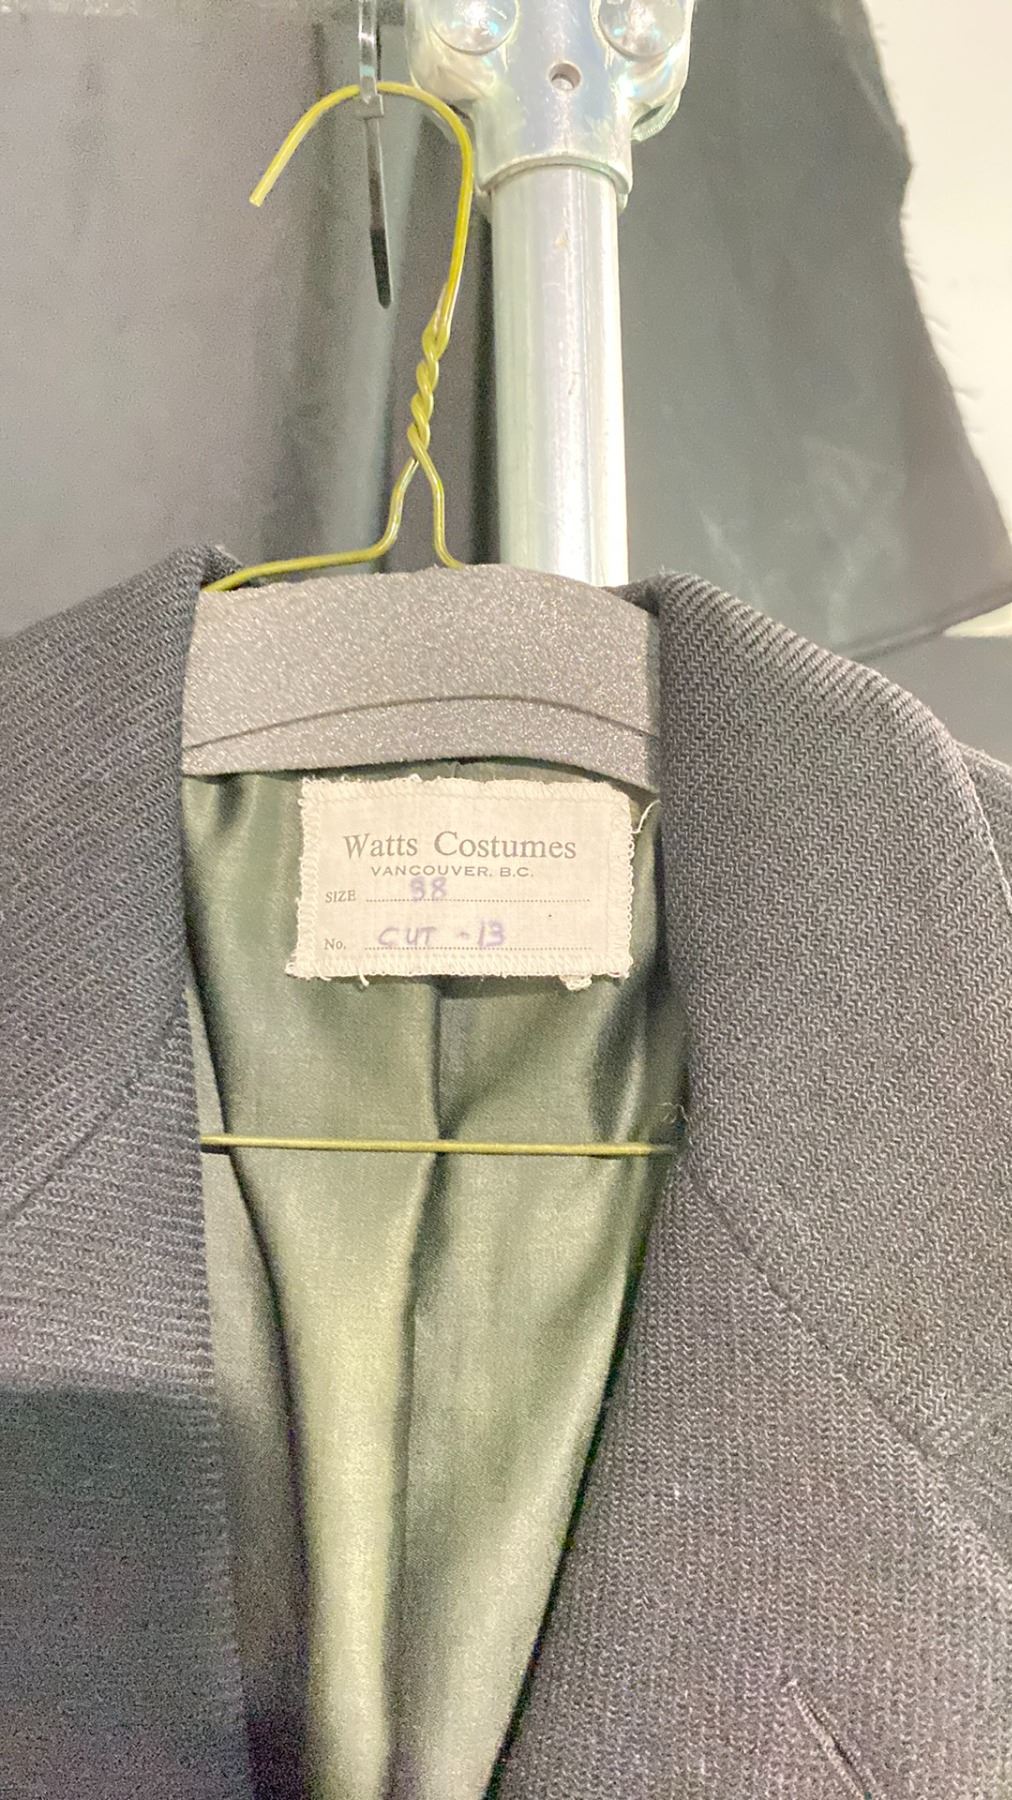 Watts Costumes
VANCOUVER, B.C.
SIZE 38
No. CUT - 13